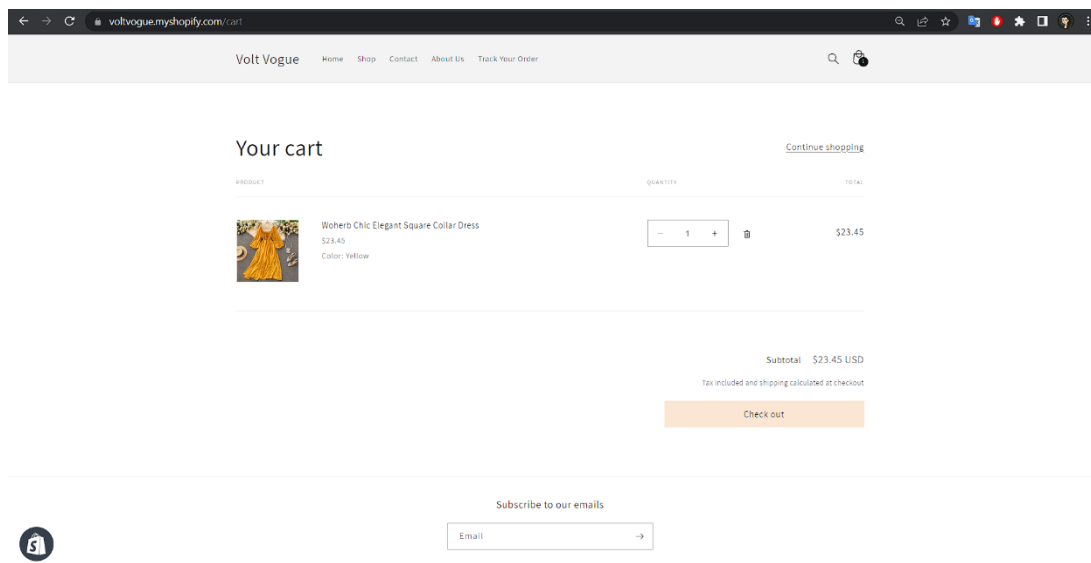 voltvogue.myshopify.com/cart
Volt Vogue Home Shop Contact About Us Track Your Order
1
Your cart Continue shopping
PRODUCT QUANTITY TOTAL
Woherb Chic Elegant Square Collar Dress
$23.45
Color: Yellow
− 1 + $23.45
Subtotal $23.45 USD
Tax included and shipping calculated at checkout
Check out
Subscribe to our emails
Email